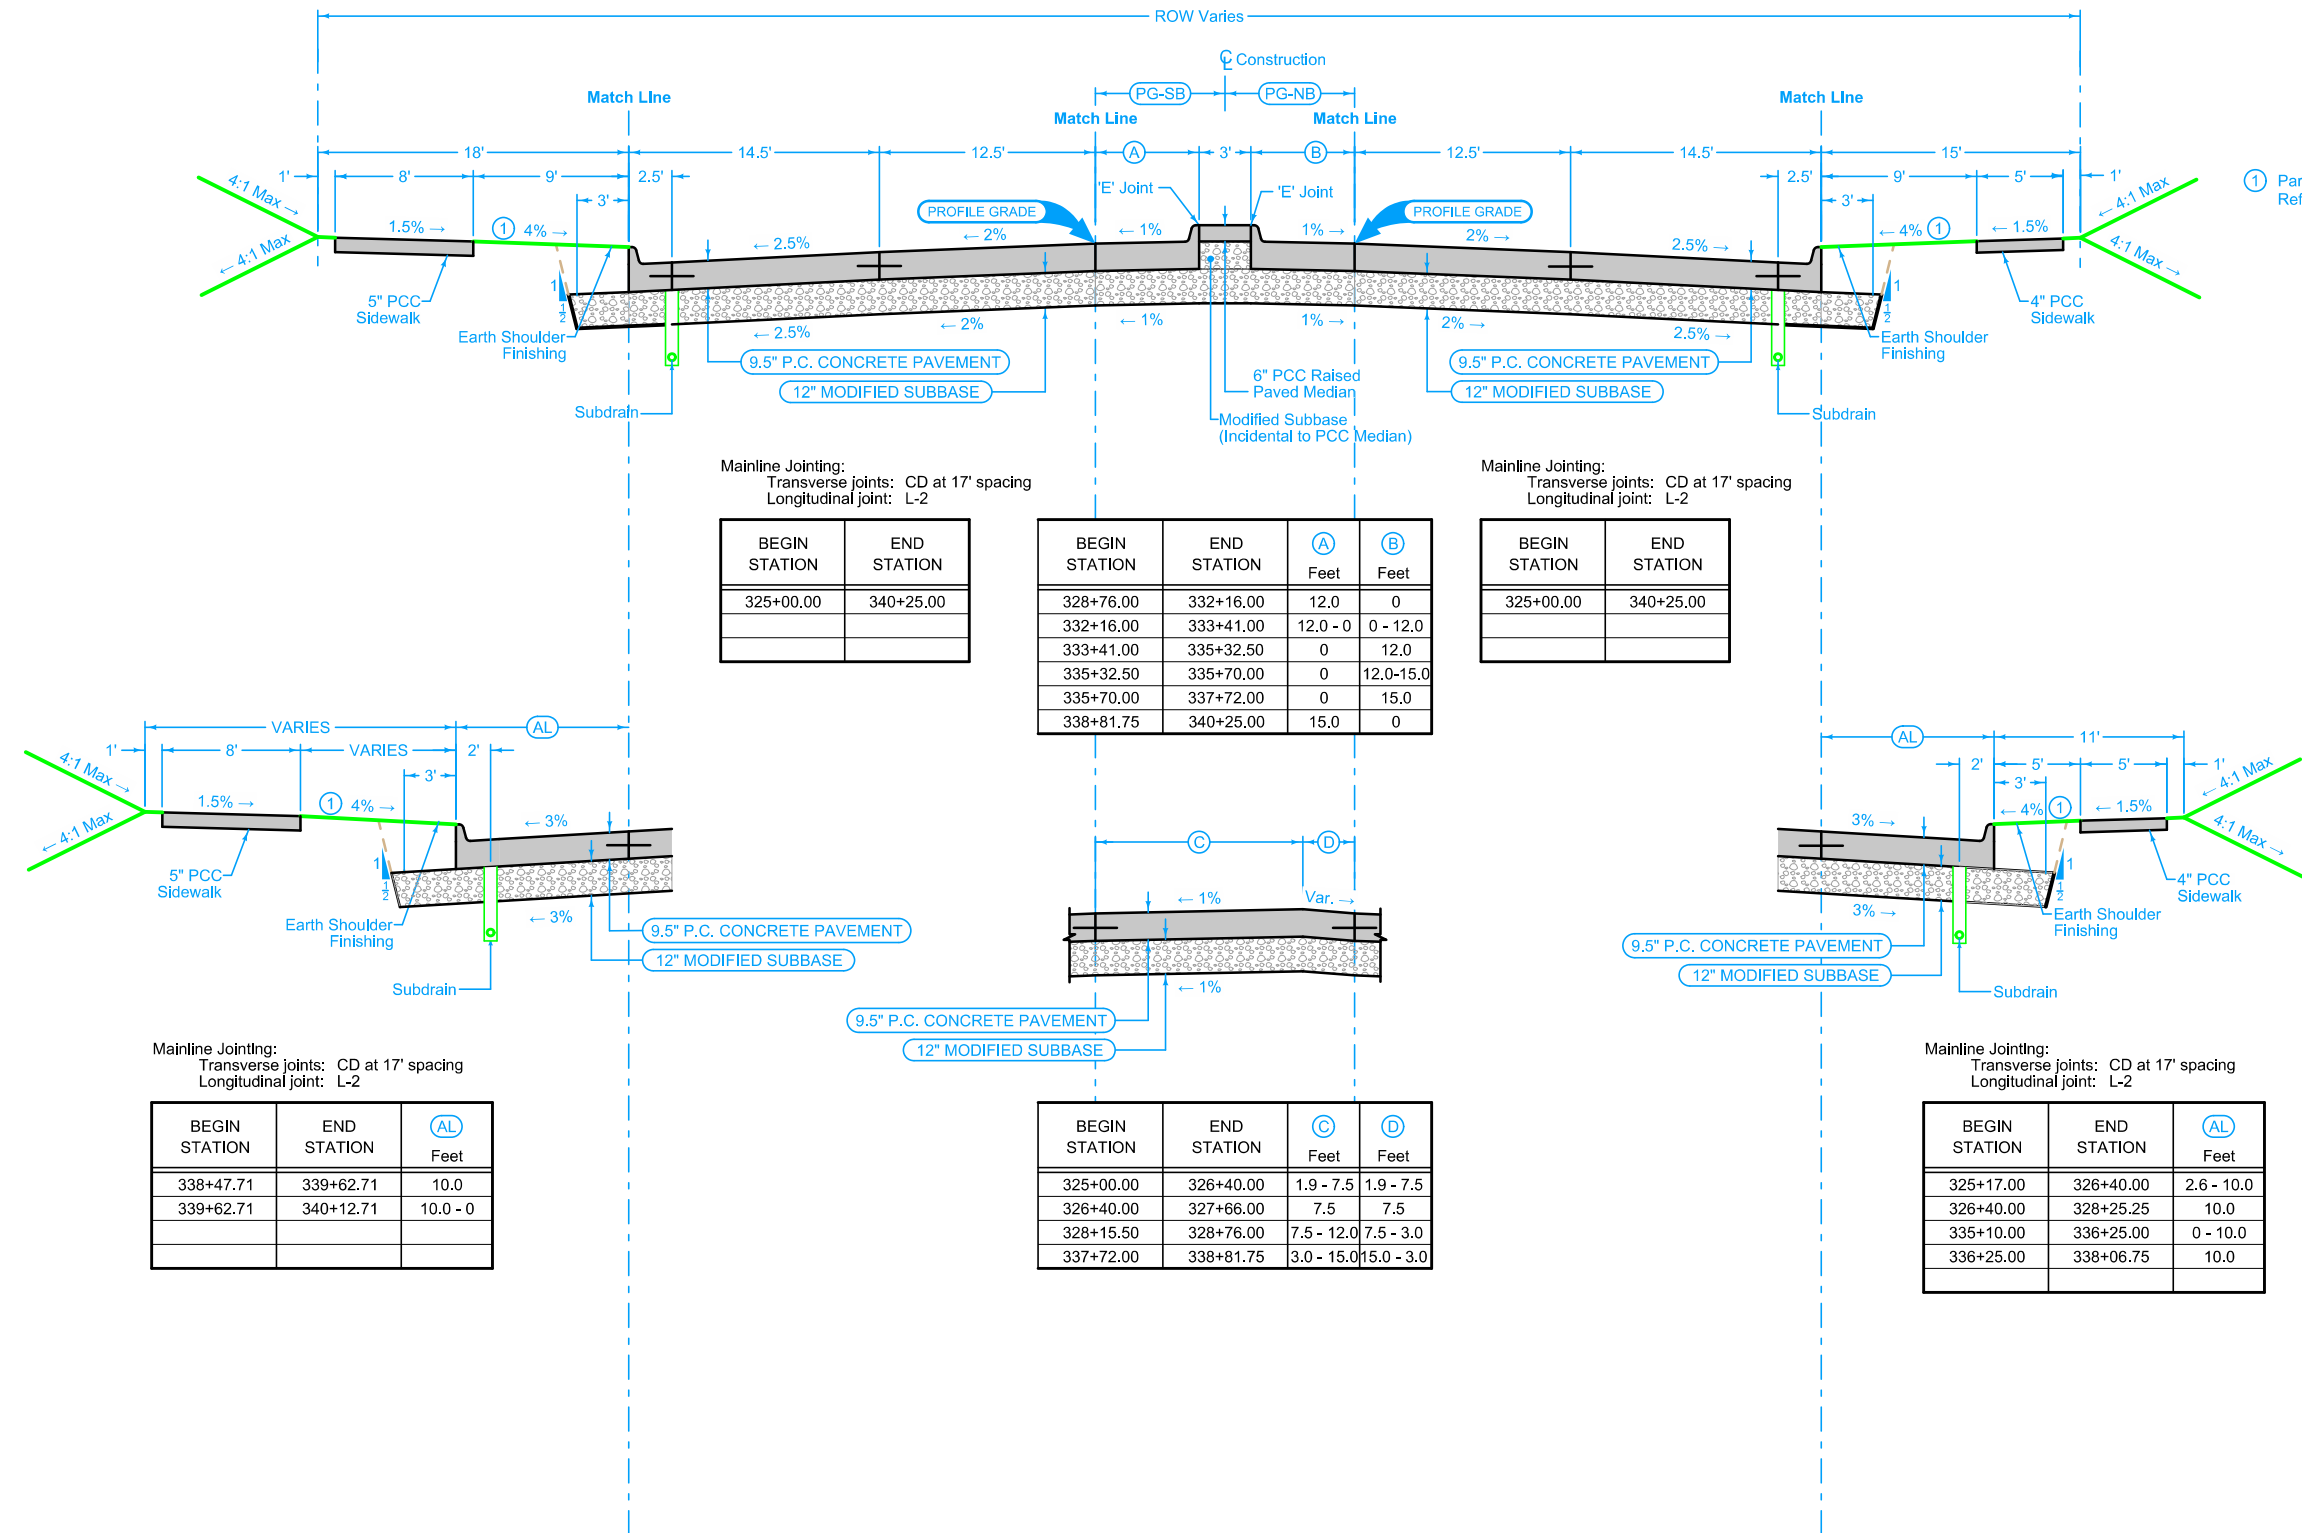 ROW Varies
℄ Construction
PG-SB PG-NB
Match Line
Match Line
Match Line
Match Line
18' 14.5' 12.5' A 3' B 12.5' 14.5' 15'
1' 8' 9' 2.5' 2.5' 9' 5' 1'
3' 'E' Joint 'E' Joint 3'
4:1 Max → ← 4:1 Max
← 4:1 Max 4:1 Max →
PROFILE GRADE PROFILE GRADE
1.5% → 1 4% → ← 2.5% ← 2% ← 1% 1% → 2% → 2.5% → ← 4% 1 ← 1.5%
1 Par
Ref
1
1/2
1
1/2
5" PCC
Sidewalk
4" PCC
Sidewalk
Earth Shoulder
Finishing
Earth Shoulder
Finishing
← 2.5% ← 2% ← 1% 1% → 2% → 2.5% →
9.5" P.C. CONCRETE PAVEMENT
12" MODIFIED SUBBASE
9.5" P.C. CONCRETE PAVEMENT
12" MODIFIED SUBBASE
6" PCC Raised
Paved Median
Modified Subbase
(Incidental to PCC Median)
Subdrain
Subdrain
Mainline Jointing:
Transverse joints: CD at 17' spacing
Longitudinal joint: L-2
BEGIN STATION END STATION
325+00.00 340+25.00
BEGIN STATION END STATION A Feet B Feet
328+76.00 332+16.00 12.0 0
332+16.00 333+41.00 12.0 - 0 0 - 12.0
333+41.00 335+32.50 0 12.0
335+32.50 335+70.00 0 12.0-15.0
335+70.00 337+72.00 0 15.0
338+81.75 340+25.00 15.0 0
Mainline Jointing:
Transverse joints: CD at 17' spacing
Longitudinal joint: L-2
BEGIN STATION END STATION
325+00.00 340+25.00
VARIES AL
1' 8' VARIES 2'
3'
4:1 Max →
← 4:1 Max
1.5% → 1 4% → ← 3%
1
1/2
5" PCC
Sidewalk
Earth Shoulder
Finishing
← 3%
9.5" P.C. CONCRETE PAVEMENT
12" MODIFIED SUBBASE
Subdrain
Mainline Jointing:
Transverse joints: CD at 17' spacing
Longitudinal joint: L-2
BEGIN STATION END STATION AL Feet
338+47.71 339+62.71 10.0
339+62.71 340+12.71 10.0 - 0
C D
← 1% Var. →
← 1%
9.5" P.C. CONCRETE PAVEMENT
12" MODIFIED SUBBASE
BEGIN STATION END STATION C Feet D Feet
325+00.00 326+40.00 1.9 - 7.5 1.9 - 7.5
326+40.00 327+66.00 7.5 7.5
328+15.50 328+76.00 7.5 - 12.0 7.5 - 3.0
337+72.00 338+81.75 3.0 - 15.0 15.0 - 3.0
AL 11'
2' 5' 5' 1'
3'
← 4:1 Max
4:1 Max →
3% → ← 4% 1 ← 1.5%
1
1/2
4" PCC
Sidewalk
Earth Shoulder
Finishing
3% →
9.5" P.C. CONCRETE PAVEMENT
12" MODIFIED SUBBASE
Subdrain
Mainline Jointing:
Transverse joints: CD at 17' spacing
Longitudinal joint: L-2
BEGIN STATION END STATION AL Feet
325+17.00 326+40.00 2.6 - 10.0
326+40.00 328+25.25 10.0
335+10.00 336+25.00 0 - 10.0
336+25.00 338+06.75 10.0